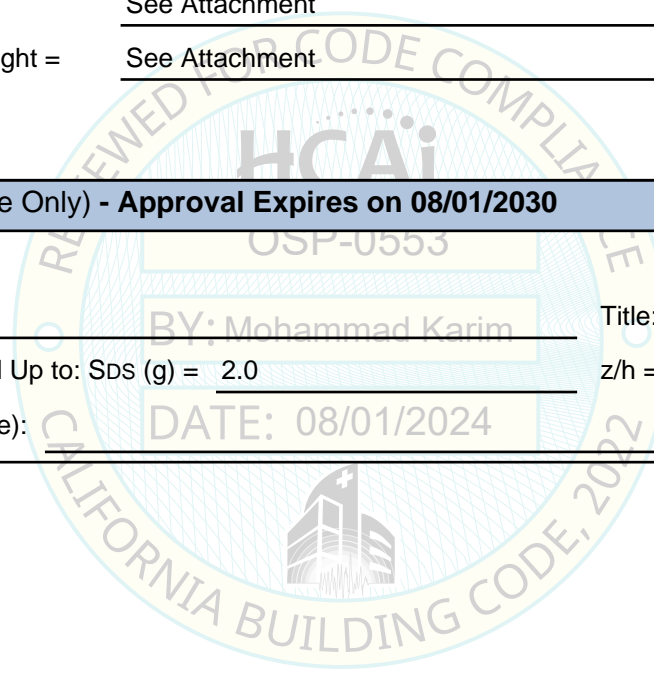 See Attachment
ght = See Attachment
REVIEWED FOR CODE COMPLIANCE
HCAi
e Only) - Approval Expires on 08/01/2030
OSP-0553
BY: Mohammad Karim
Title:
l Up to: SDS (g) = 2.0 z/h =
e):
DATE: 08/01/2024
CALIFORNIA BUILDING CODE, 2022